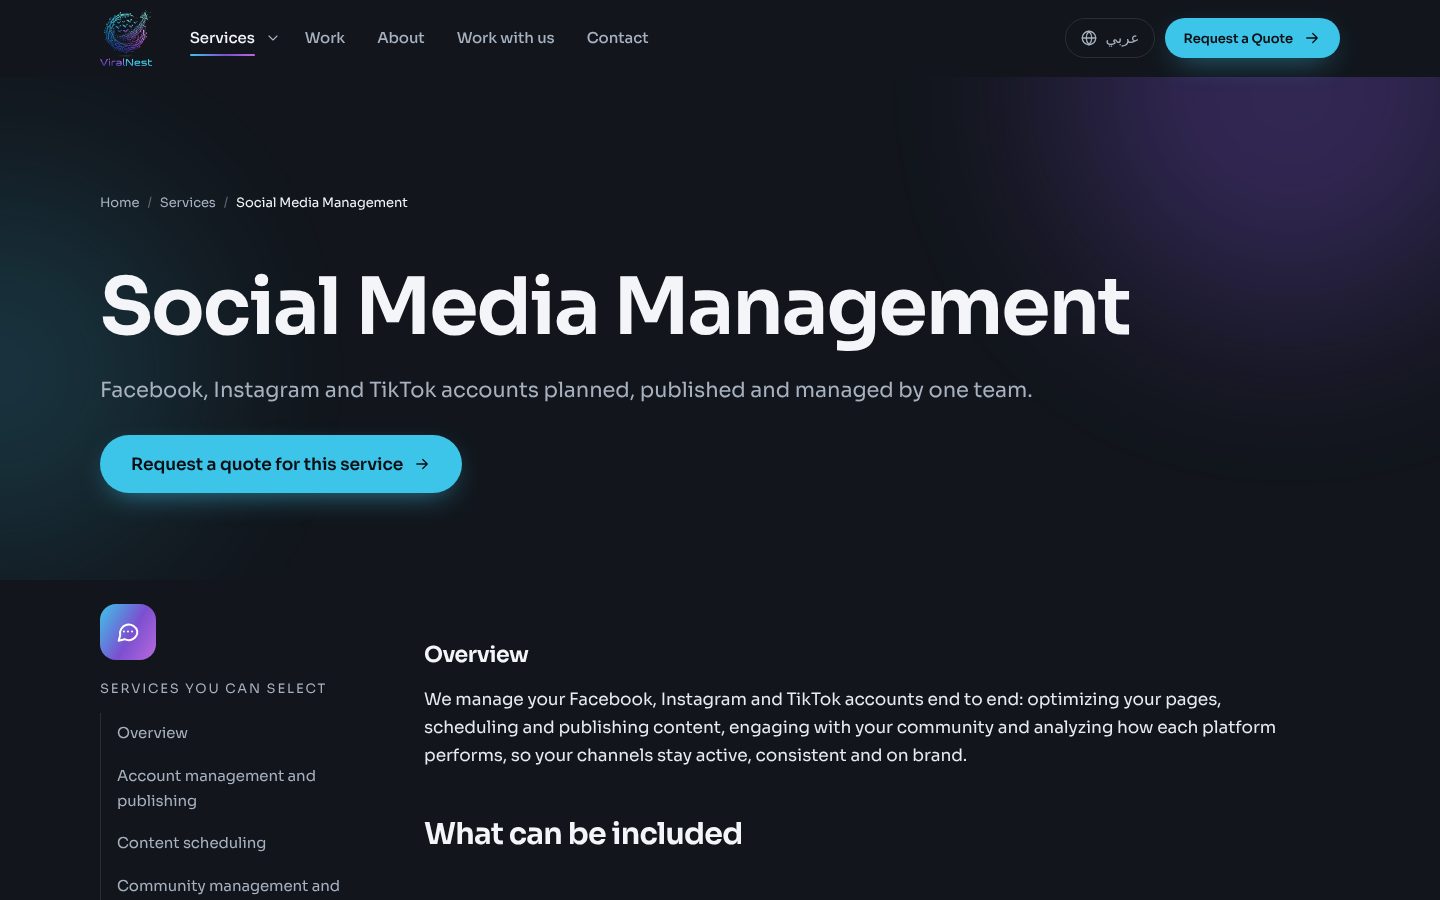 ViralNest
Services
Work
About
Work with us
Contact
عربي
Request a Quote
Home / Services / Social Media Management
Social Media Management
Facebook, Instagram and TikTok accounts planned, published and managed by one team.
Request a quote for this service
SERVICES YOU CAN SELECT
Overview
Account management and
publishing
Content scheduling
Community management and
Overview
We manage your Facebook, Instagram and TikTok accounts end to end: optimizing your pages,
scheduling and publishing content, engaging with your community and analyzing how each platform
performs, so your channels stay active, consistent and on brand.
What can be included